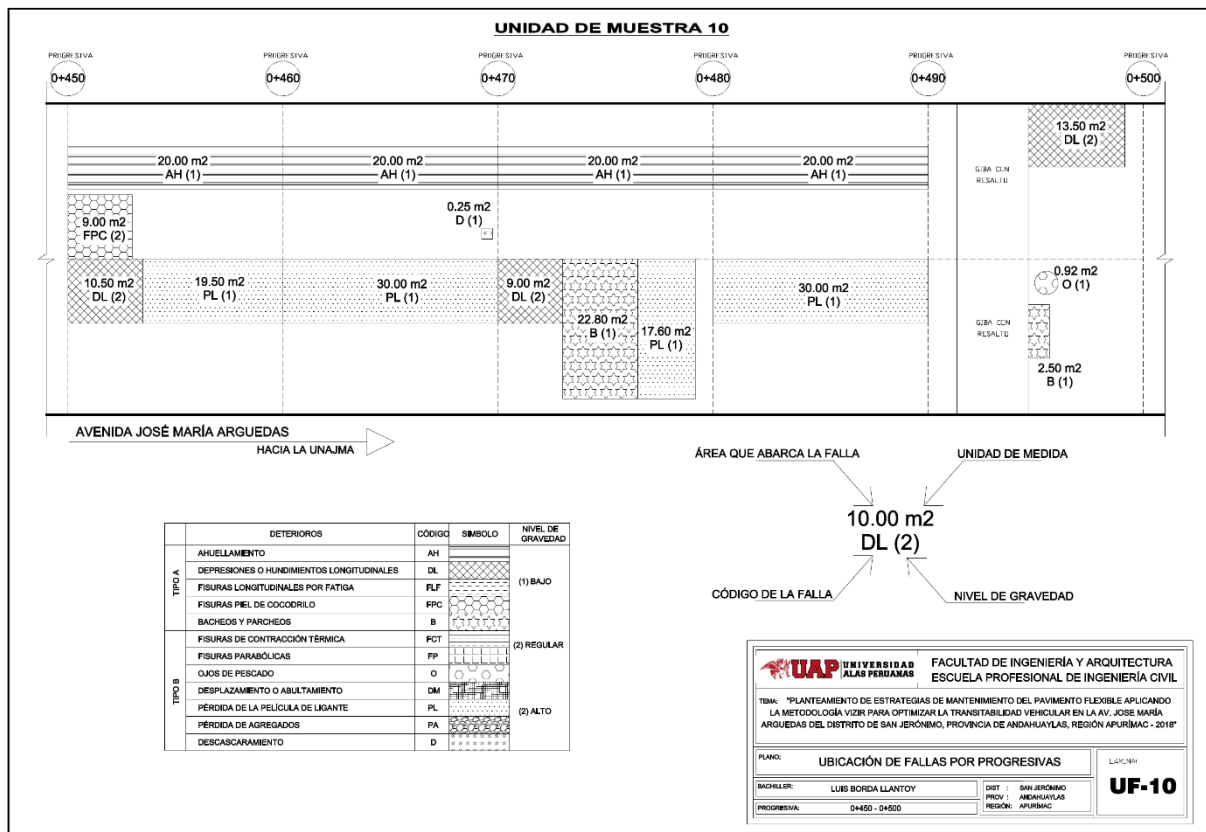 UNIDAD DE MUESTRA 10
PROGRESIVA PROGRESIVA PROGRESIVA PROGRESIVA PROGRESIVA PROGRESIVA
0+450 0+460 0+470 0+480 0+490 0+500
13.50 m2
DL (2)
20.00 m2 20.00 m2 20.00 m2 20.00 m2
AH (1) AH (1) AH (1) AH (1)
GIBA CON
RESALTO
0.25 m2
D (1)
9.00 m2
FPC (2)
10.50 m2
DL (2)
19.50 m2
PL (1)
30.00 m2
PL (1)
9.00 m2
DL (2)
22.80 m2
B (1)
17.60 m2
PL (1)
30.00 m2
PL (1)
0.92 m2
O (1)
GIBA CON
RESALTO
2.50 m2
B (1)
AVENIDA JOSÉ MARÍA ARGUEDAS
HACIA LA UNAJMA
ÁREA QUE ABARCA LA FALLA UNIDAD DE MEDIDA
10.00 m2
DL (2)
CÓDIGO DE LA FALLA NIVEL DE GRAVEDAD
DETERIOROS CÓDIGO SIMBOLO NIVEL DE GRAVEDAD
TIPO A
AHUELLAMIENTO AH
DEPRESIONES O HUNDIMIENTOS LONGITUDINALES DL
(1) BAJO
FISURAS LONGITUDINALES POR FATIGA FLF
FISURAS PIEL DE COCODRILO FPC
BACHEOS Y PARCHEOS B
TIPO B
FISURAS DE CONTRACCIÓN TÉRMICA FCT
(2) REGULAR
FISURAS PARABÓLICAS FP
OJOS DE PESCADO O
DESPLAZAMIENTO O ABULTAMIENTO DM
PÉRDIDA DE LA PELÍCULA DE LIGANTE PL
(2) ALTO
PÉRDIDA DE AGREGADOS PA
DESCASCARAMIENTO D
UAP UNIVERSIDAD
ALAS PERUANAS
FACULTAD DE INGENIERÍA Y ARQUITECTURA
ESCUELA PROFESIONAL DE INGENIERÍA CIVIL
TEMA: "PLANTEAMIENTO DE ESTRATEGIAS DE MANTENIMIENTO DEL PAVIMENTO FLEXIBLE APLICANDO
LA METODOLOGÍA VIZIR PARA OPTIMIZAR LA TRANSITABILIDAD VEHICULAR EN LA AV. JOSE MARÍA
ARGUEDAS DEL DISTRITO DE SAN JERÓNIMO, PROVINCIA DE ANDAHUAYLAS, REGIÓN APURÍMAC - 2018"
PLANO: UBICACIÓN DE FALLAS POR PROGRESIVAS
LAMINA:
UF-10
BACHILLER: LUIS BORDA LLANTOY
DIST : SAN JERÓNIMO
PROV : ANDAHUAYLAS
REGIÓN: APURÍMAC
PROGRESIVA: 0+450 - 0+500